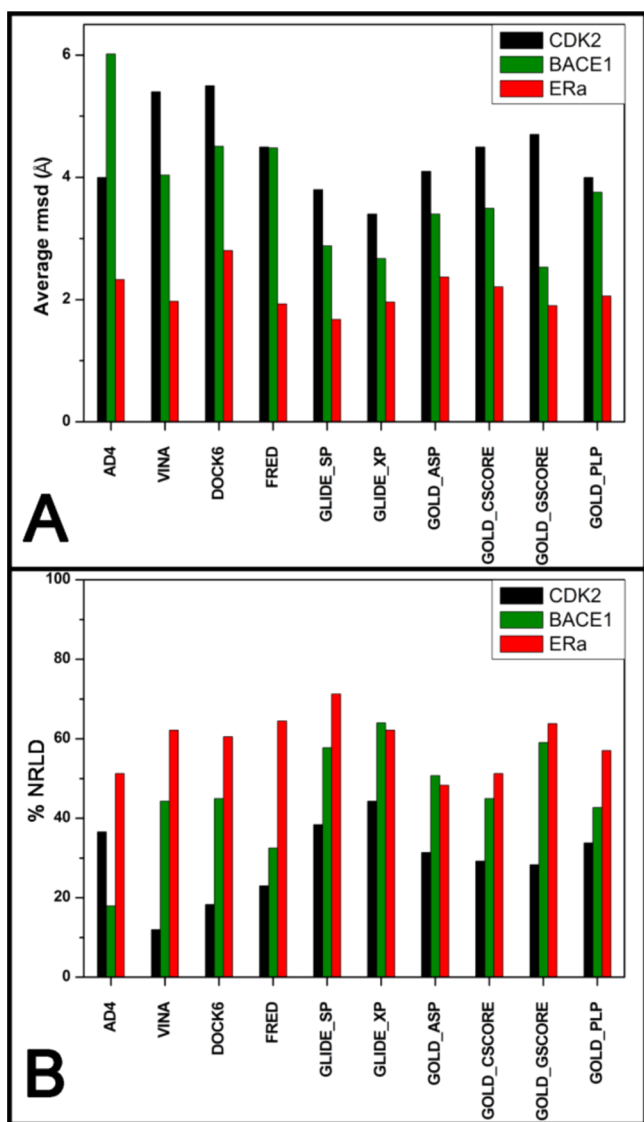 CDK2
BACE1
ERa
Average rmsd (Å)
6
4
2
0
AD4
VINA
DOCK6
FRED
GLIDE_SP
GLIDE_XP
GOLD_ASP
GOLD_CSCORE
GOLD_GSCORE
GOLD_PLP
A
CDK2
BACE1
ERa
% NRLD
100
80
60
40
20
0
AD4
VINA
DOCK6
FRED
GLIDE_SP
GLIDE_XP
GOLD_ASP
GOLD_CSCORE
GOLD_GSCORE
GOLD_PLP
B